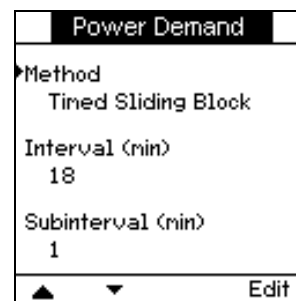 Power Demand
Method
Timed Sliding Block
Interval (min)
18
Subinterval (min)
1
Edit